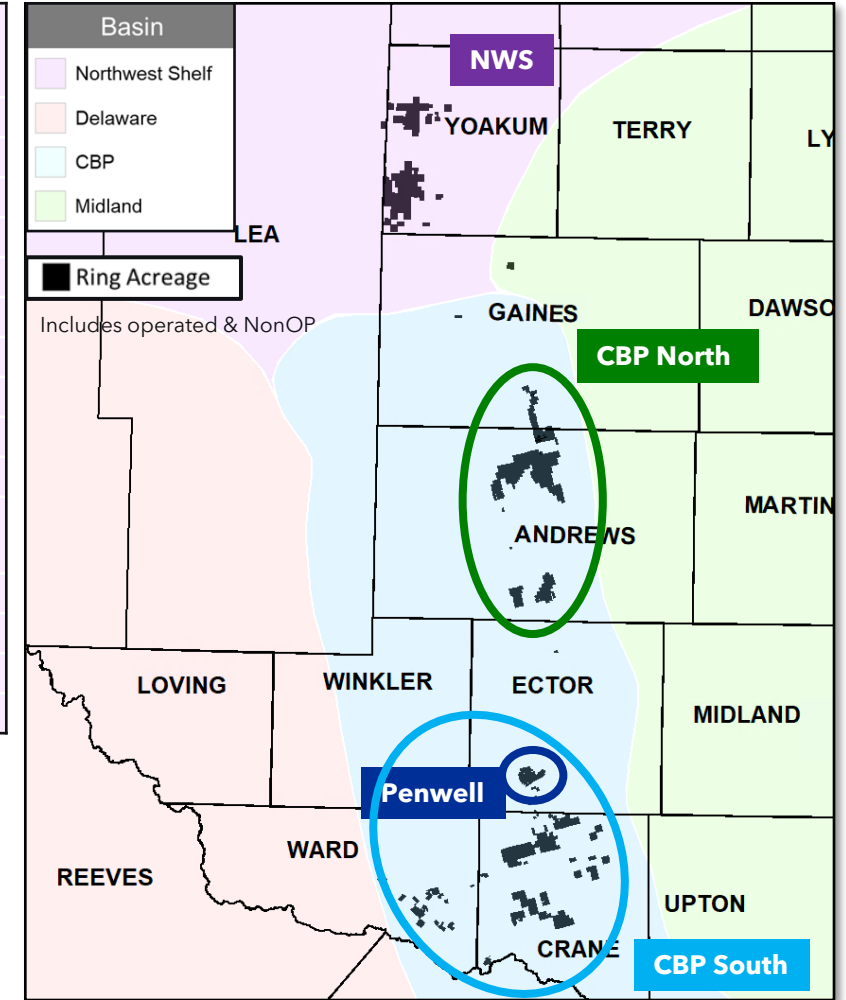 Basin
Northwest Shelf
Delaware
CBP
Midland
Ring Acreage
Includes operated & NonOP
NWS
YOAKUM
TERRY
LY
LEA
GAINES
DAWSO
CBP North
MARTIN
ANDREWS
LOVING
WINKLER
ECTOR
MIDLAND
Penwell
WARD
REEVES
UPTON
CRANE
CBP South